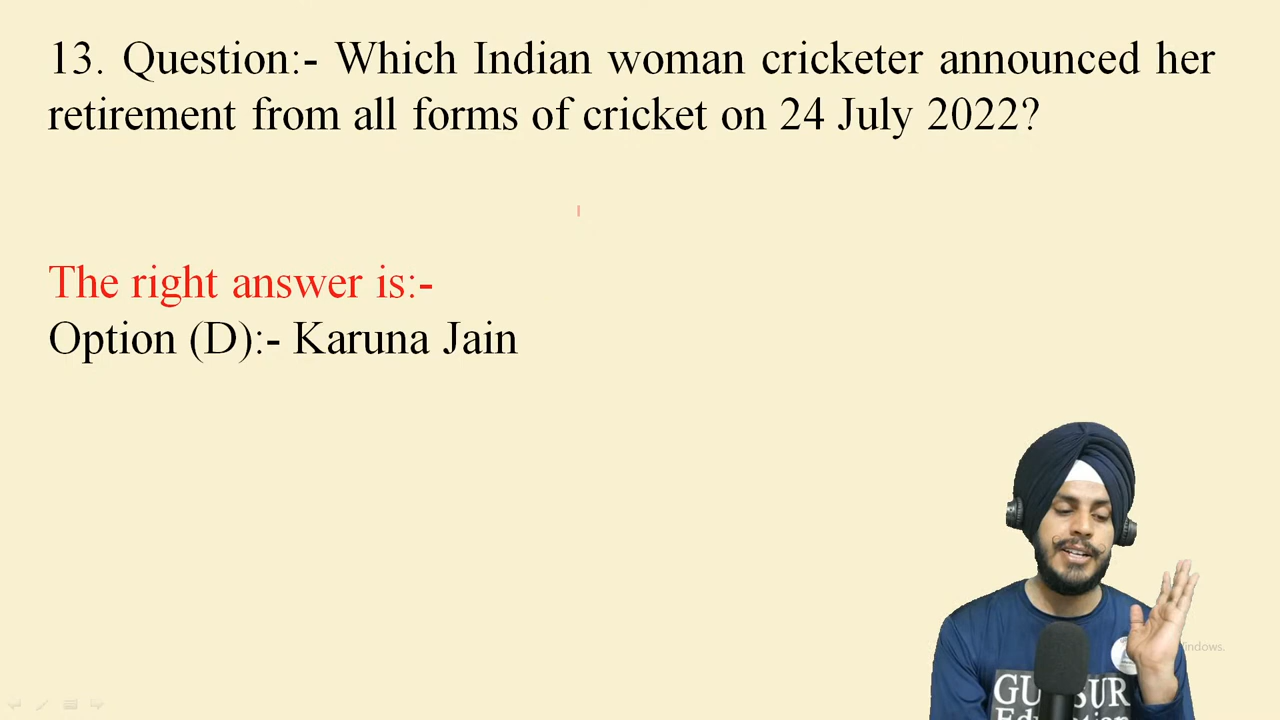 13. Question:- Which Indian woman cricketer announced her
retirement from all forms of cricket on 24 July 2022?
The right answer is:-
Option (D):- Karuna Jain